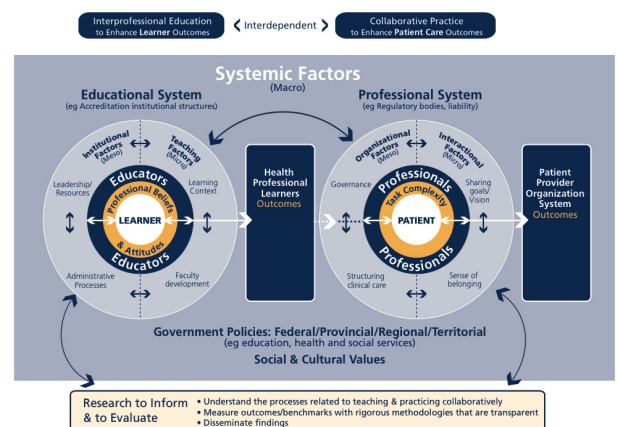 Interprofessional Education
to Enhance Learner Outcomes
Interdependent
Collaborative Practice
to Enhance Patient Care Outcomes
Systemic Factors
(Macro)
Educational System
(eg Accreditation institutional structures)
Professional System
(eg Regulatory bodies, liability)
Institutional
Factors
(Meso)
Teaching
Factors
(Micro)
Leadership/
Resources
Learning
Context
Educators
Professional Beliefs
LEARNER
& Attitudes
Educators
Administrative
Processes
Faculty
development
Health
Professional
Learners
Outcomes
Organizational
Factors
(Meso)
Interactional
Factors
(Micro)
Governance
Sharing
goals/
Vision
Professionals
Task Complexity
PATIENT
Professionals
Structuring
clinical care
Sense of
belonging
Patient
Provider
Organization
System
Outcomes
Government Policies: Federal/Provincial/Regional/Territorial
(eg education, health and social services)
Social & Cultural Values
Research to Inform
& to Evaluate
• Understand the processes related to teaching & practicing collaboratively
• Measure outcomes/benchmarks with rigorous methodologies that are transparent
• Disseminate findings